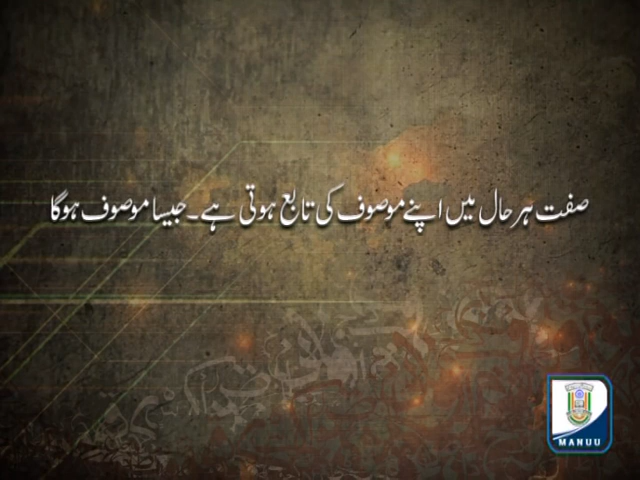 صفت ہر حال میں اپنے موصوف کی تابع ہوتی ہے۔ جیسا موصوف ہوگا
MANUU